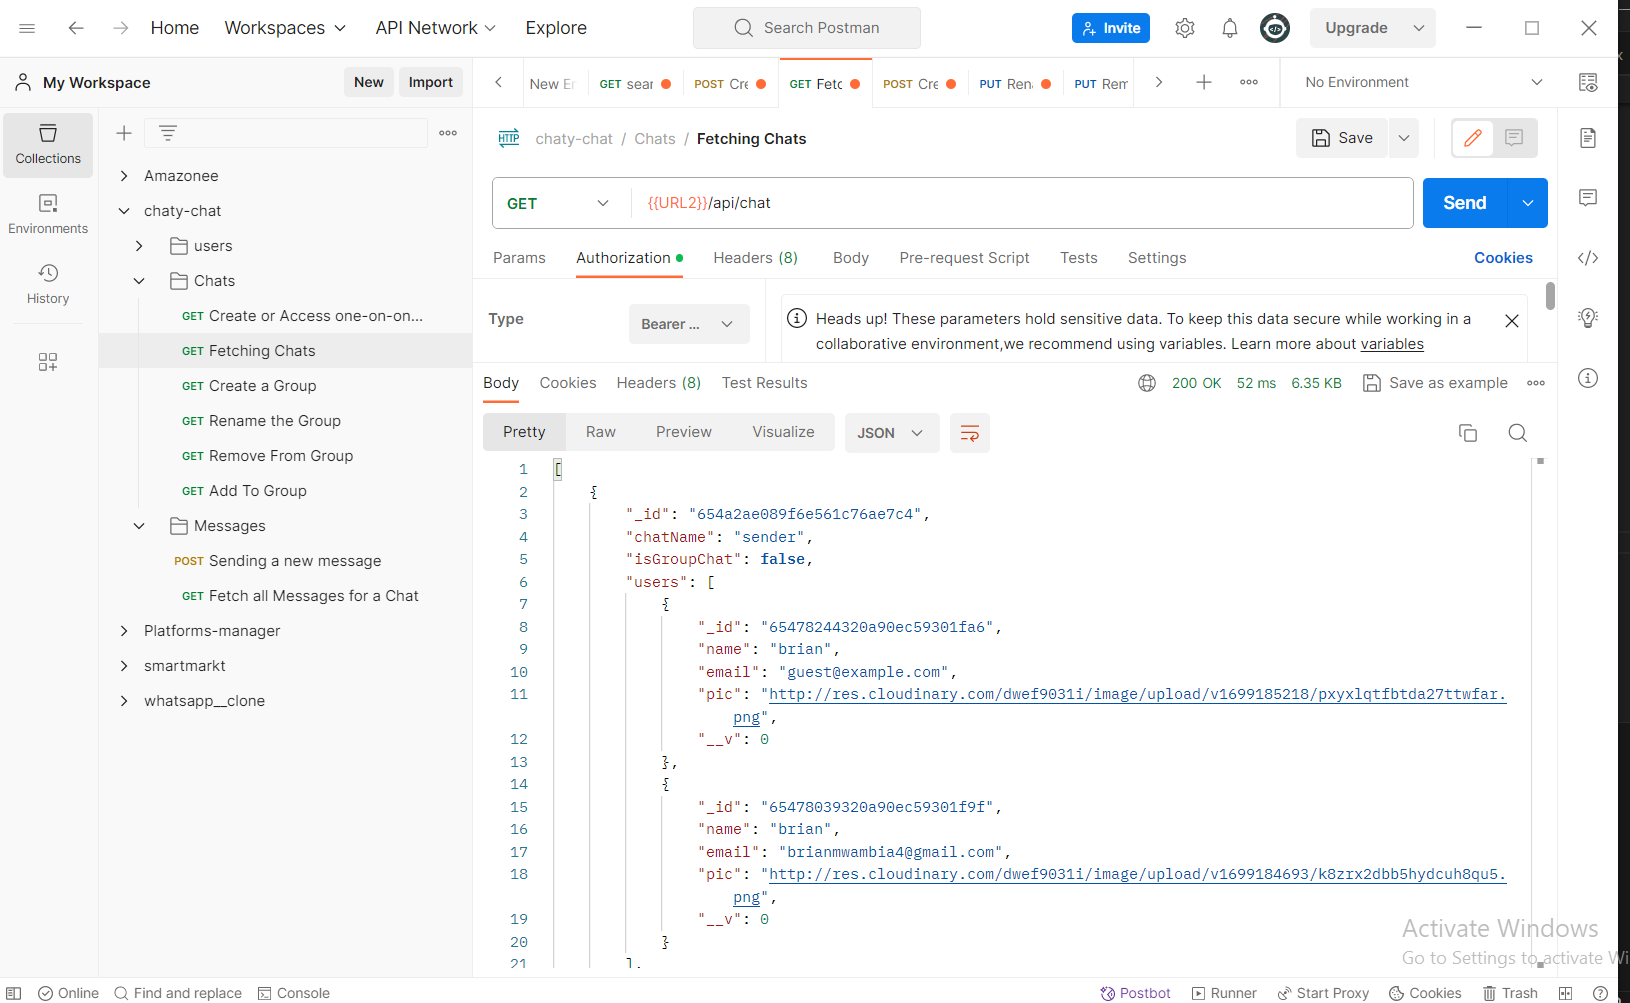 Home Workspaces API Network Explore Search Postman Invite Upgrade
My Workspace New Import New Er GET sear POST Cre GET Fetc POST Cre PUT Ren PUT Rem No Environment
Collections
Environments
History
Amazonee
chaty-chat
users
Chats
GET Create or Access one-on-on...
GET Fetching Chats
GET Create a Group
GET Rename the Group
GET Remove From Group
GET Add To Group
Messages
POST Sending a new message
GET Fetch all Messages for a Chat
Platforms-manager
smartmarkt
whatsapp__clone
HTTP chaty-chat / Chats / Fetching Chats Save
GET {{URL2}}/api/chat Send
Params Authorization Headers (8) Body Pre-request Script Tests Settings Cookies
Type Bearer ...
Heads up! These parameters hold sensitive data. To keep this data secure while working in a
collaborative environment,we recommend using variables. Learn more about variables
Body Cookies Headers (8) Test Results 200 OK 52 ms 6.35 KB Save as example
Pretty Raw Preview Visualize JSON
1 [
2 {
3 "_id": "654a2ae089f6e561c76ae7c4",
4 "chatName": "sender",
5 "isGroupChat": false,
6 "users": [
7 {
8 "_id": "65478244320a90ec59301fa6",
9 "name": "brian",
10 "email": "guest@example.com",
11 "pic": "http://res.cloudinary.com/dwef9031i/image/upload/v1699185218/pxyxlqtfbtda27ttwfar.
png",
12 "__v": 0
13 },
14 {
15 "_id": "65478039320a90ec59301f9f",
16 "name": "brian",
17 "email": "brianmwambia4@gmail.com",
18 "pic": "http://res.cloudinary.com/dwef9031i/image/upload/v1699184693/k8zrx2dbb5hydcuh8qu5.
png",
19 "__v": 0
20 }
21 ],
Activate Windows
Go to Settings to activate Wi
Online Find and replace Console Postbot Runner Start Proxy Cookies Trash